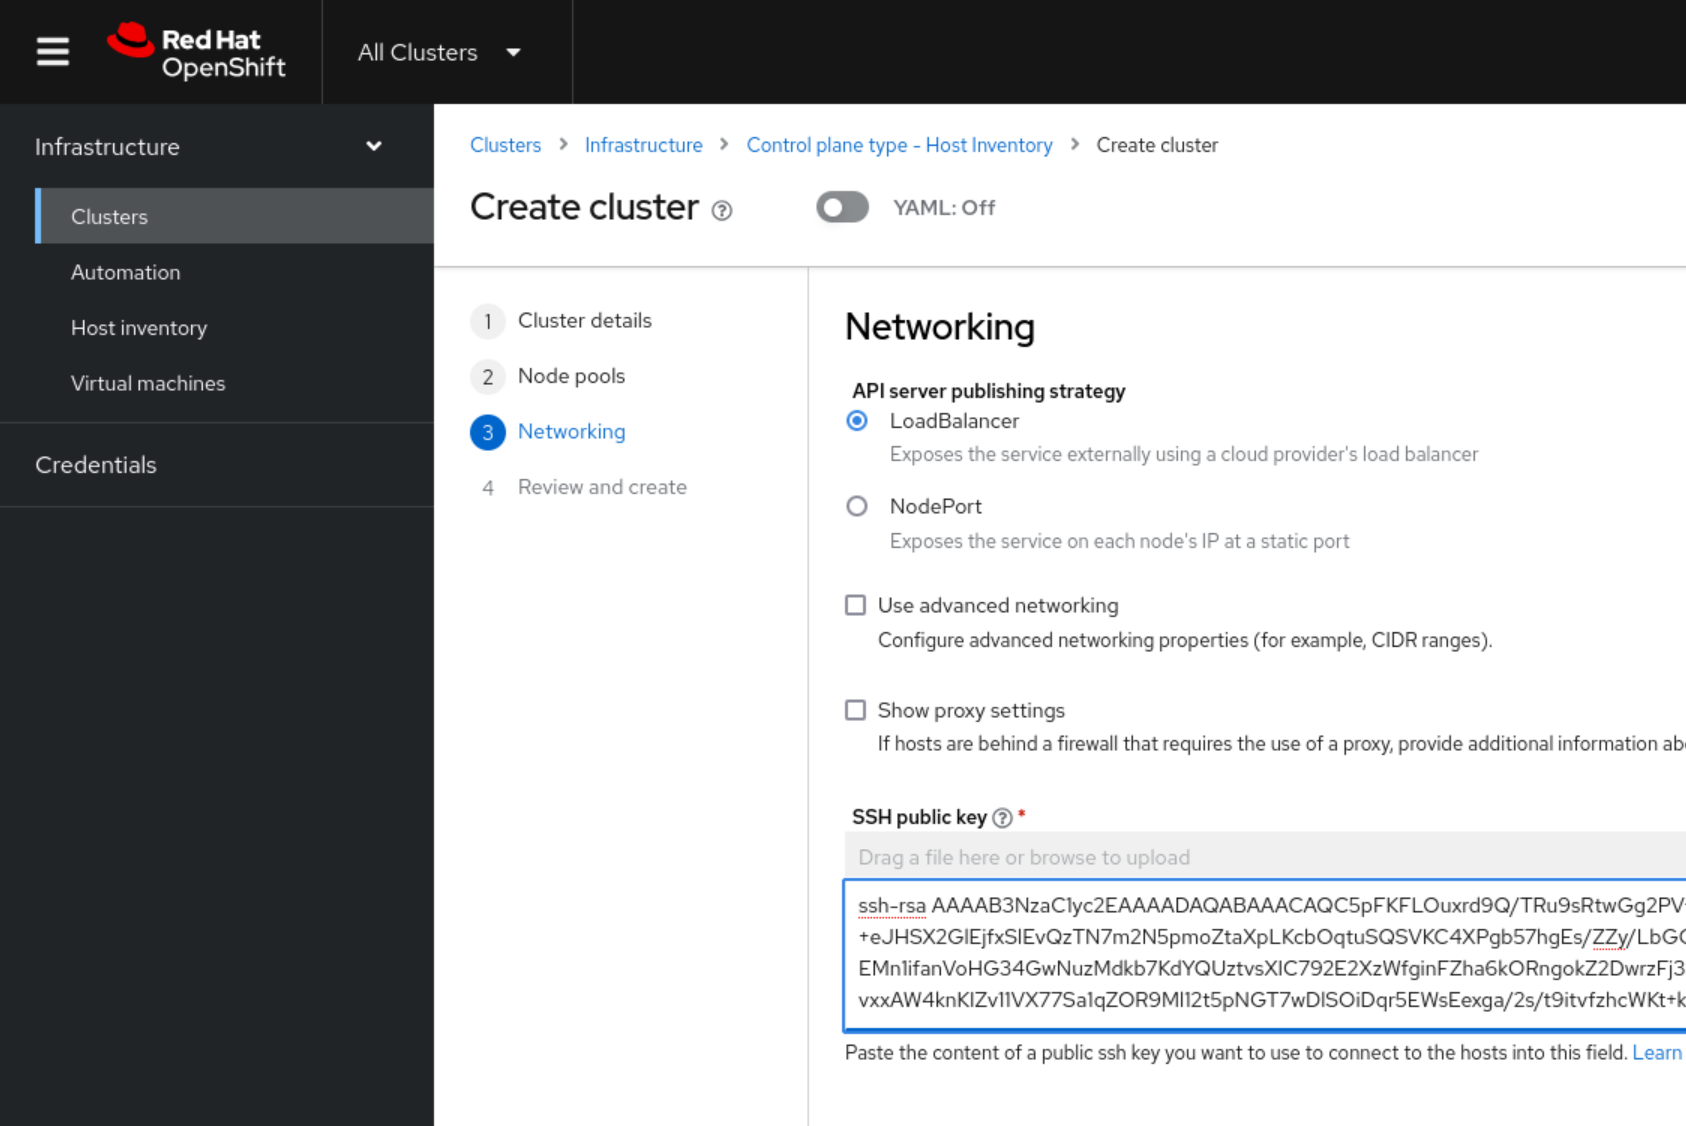 Red Hat
OpenShift
All Clusters
Infrastructure
Clusters
Automation
Host inventory
Virtual machines
Credentials
Clusters > Infrastructure > Control plane type - Host Inventory > Create cluster
Create cluster
YAML: Off
1 Cluster details
2 Node pools
3 Networking
4 Review and create
Networking
API server publishing strategy
LoadBalancer
Exposes the service externally using a cloud provider's load balancer
NodePort
Exposes the service on each node's IP at a static port
Use advanced networking
Configure advanced networking properties (for example, CIDR ranges).
Show proxy settings
If hosts are behind a firewall that requires the use of a proxy, provide additional information ab
SSH public key *
Drag a file here or browse to upload
ssh-rsa AAAAB3NzaC1yc2EAAAADAQABAAACAQC5pFKFLOuxrd9Q/TRu9sRtwGg2PV
+eJHSX2GlEjfxSlEvQzTN7m2N5pmoZtaXpLKcbOqtuSQSVKC4XPgb57hgEs/ZZy/LbG
EMn1ifanVoHG34GwNuzMdkb7KdYQUztvsXIC792E2XzWfginFZha6kORngokZ2DwrzFj3
vxxAW4knKIZv11VX77Sa1qZOR9Ml12t5pNGT7wDlSOiDqr5EWsEexga/2s/t9itvfzhcWKt+k
Paste the content of a public ssh key you want to use to connect to the hosts into this field. Learn